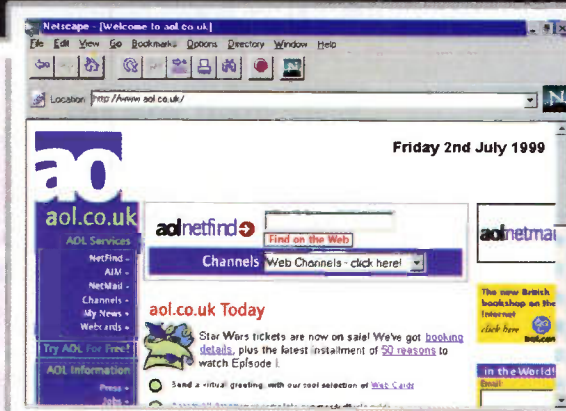 Netscape - [Welcome to aol.co.uk]
File Edit View Go Bookmarks Options Directory Window Help
Location: http://www.aol.co.uk/
N
Friday 2nd July 1999
ao
aol.co.uk
AOL Services
NetFind
AIM
NetMail
Channels
My News
Webcards
Try AOL For Free!
AOL Information
Press
Jobs
aolnetfind
Find on the Web
Channels Web Channels - click here!
aolnetmai
aol.co.uk Today
Star Wars tickets are now on sale! We've got booking
details, plus the latest installment of 50 reasons to
watch Episode I.
Send a virtual greeting, with our cool selection of Web Cards
The new British
bookshop on the
Internet
click here
bol.com
in the World!
Email